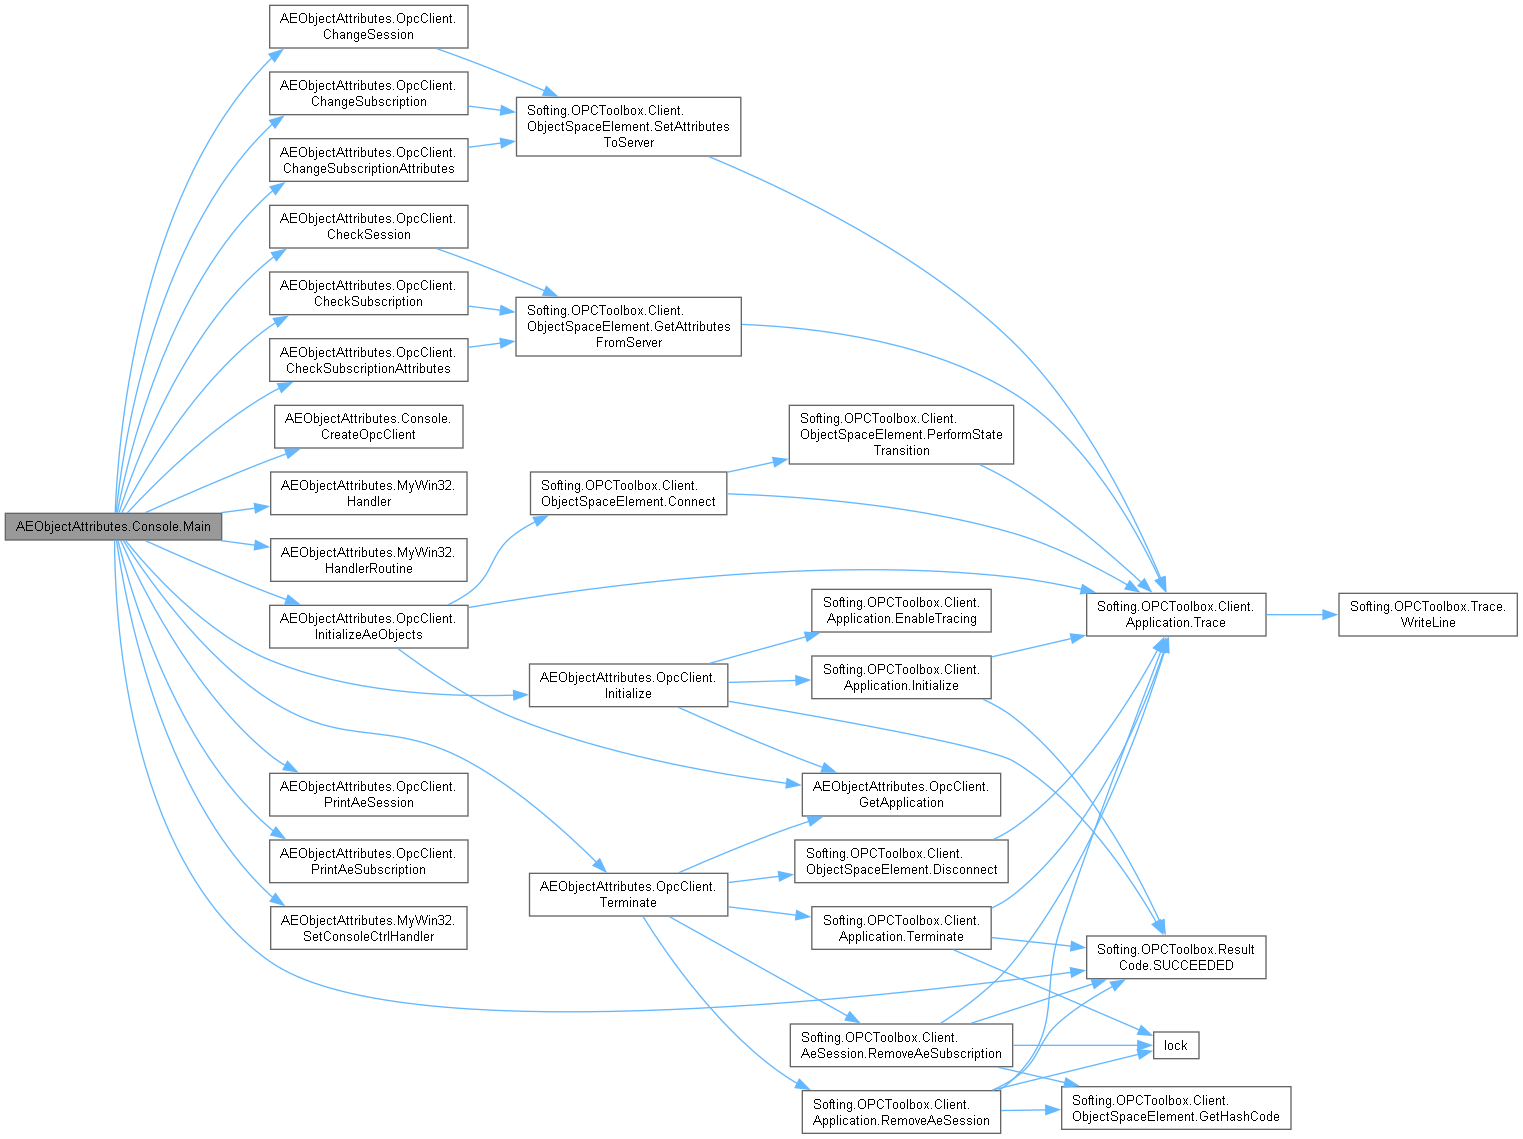 AEObjectAttributes.OpcClient.
ChangeSession
AEObjectAttributes.OpcClient.
ChangeSubscription
Softing.OPCToolbox.Client.
ObjectSpaceElement.SetAttributes
ToServer
AEObjectAttributes.OpcClient.
ChangeSubscriptionAttributes
AEObjectAttributes.OpcClient.
CheckSession
AEObjectAttributes.OpcClient.
CheckSubscription
Softing.OPCToolbox.Client.
ObjectSpaceElement.GetAttributes
FromServer
AEObjectAttributes.OpcClient.
CheckSubscriptionAttributes
AEObjectAttributes.Console.
CreateOpcClient
Softing.OPCToolbox.Client.
ObjectSpaceElement.PerformState
Transition
AEObjectAttributes.MyWin32.
Handler
Softing.OPCToolbox.Client.
ObjectSpaceElement.Connect
AEObjectAttributes.Console.Main
AEObjectAttributes.MyWin32.
HandlerRoutine
AEObjectAttributes.OpcClient.
InitializeAeObjects
Softing.OPCToolbox.Client.
Application.EnableTracing
Softing.OPCToolbox.Client.
Application.Trace
Softing.OPCToolbox.Trace.
WriteLine
AEObjectAttributes.OpcClient.
Initialize
Softing.OPCToolbox.Client.
Application.Initialize
AEObjectAttributes.OpcClient.
PrintAeSession
AEObjectAttributes.OpcClient.
GetApplication
AEObjectAttributes.OpcClient.
PrintAeSubscription
Softing.OPCToolbox.Client.
ObjectSpaceElement.Disconnect
AEObjectAttributes.OpcClient.
Terminate
AEObjectAttributes.MyWin32.
SetConsoleCtrlHandler
Softing.OPCToolbox.Client.
Application.Terminate
Softing.OPCToolbox.Result
Code.SUCCEEDED
Softing.OPCToolbox.Client.
AeSession.RemoveAeSubscription
lock
Softing.OPCToolbox.Client.
Application.RemoveAeSession
Softing.OPCToolbox.Client.
ObjectSpaceElement.GetHashCode